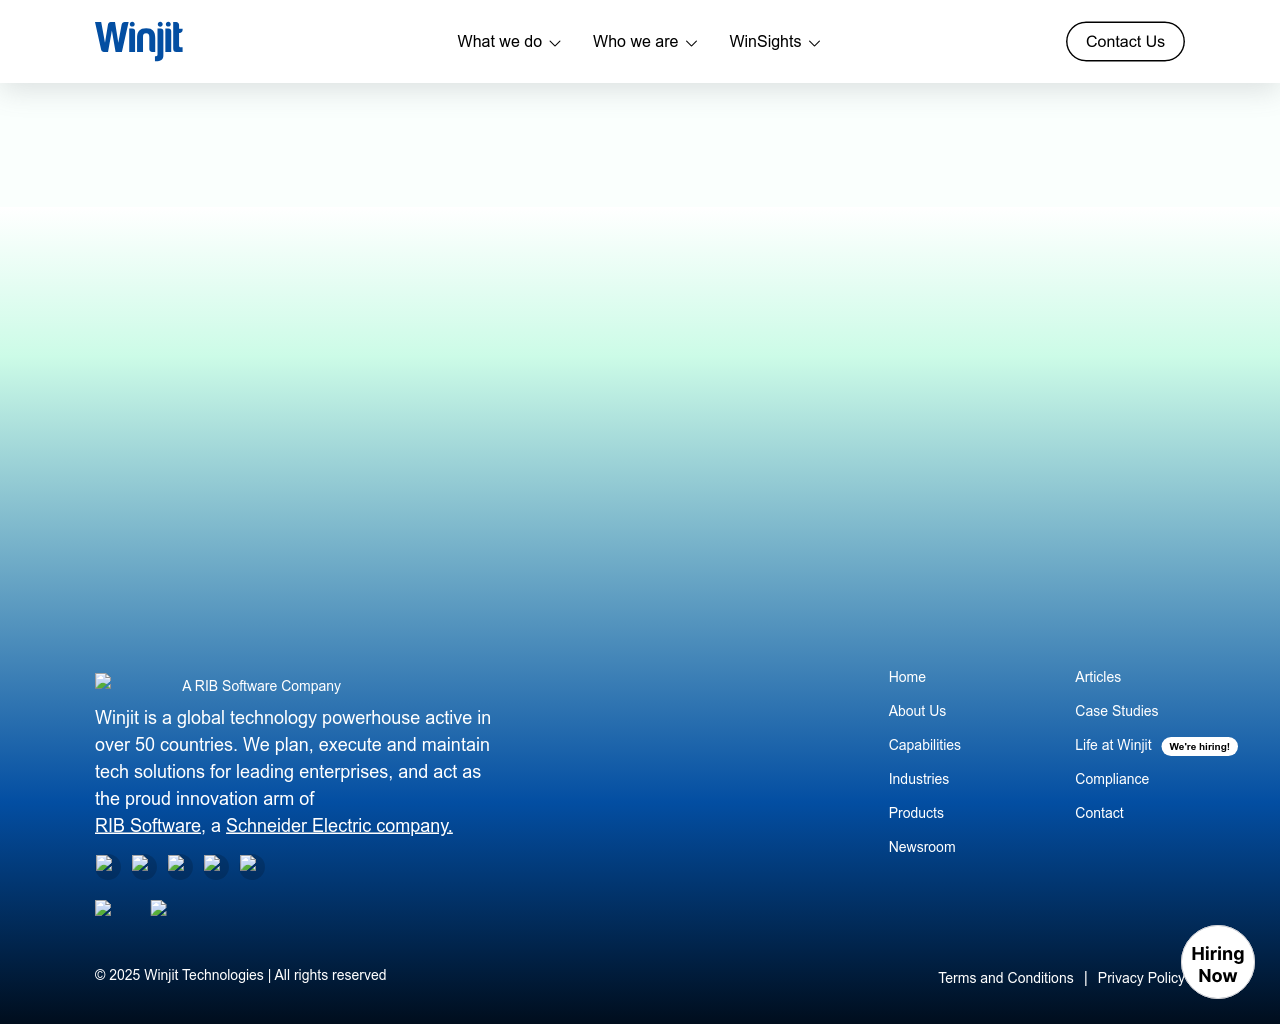 Winjit
What we do
Who we are
WinSights
Contact Us
A RIB Software Company
Winjit is a global technology powerhouse active in
over 50 countries. We plan, execute and maintain
tech solutions for leading enterprises, and act as
the proud innovation arm of
RIB Software, a Schneider Electric company.
Home
About Us
Capabilities
Industries
Products
Newsroom
Articles
Case Studies
Life at Winjit We're hiring!
Compliance
Contact
© 2025 Winjit Technologies | All rights reserved
Terms and Conditions | Privacy Policy
Hiring
Now